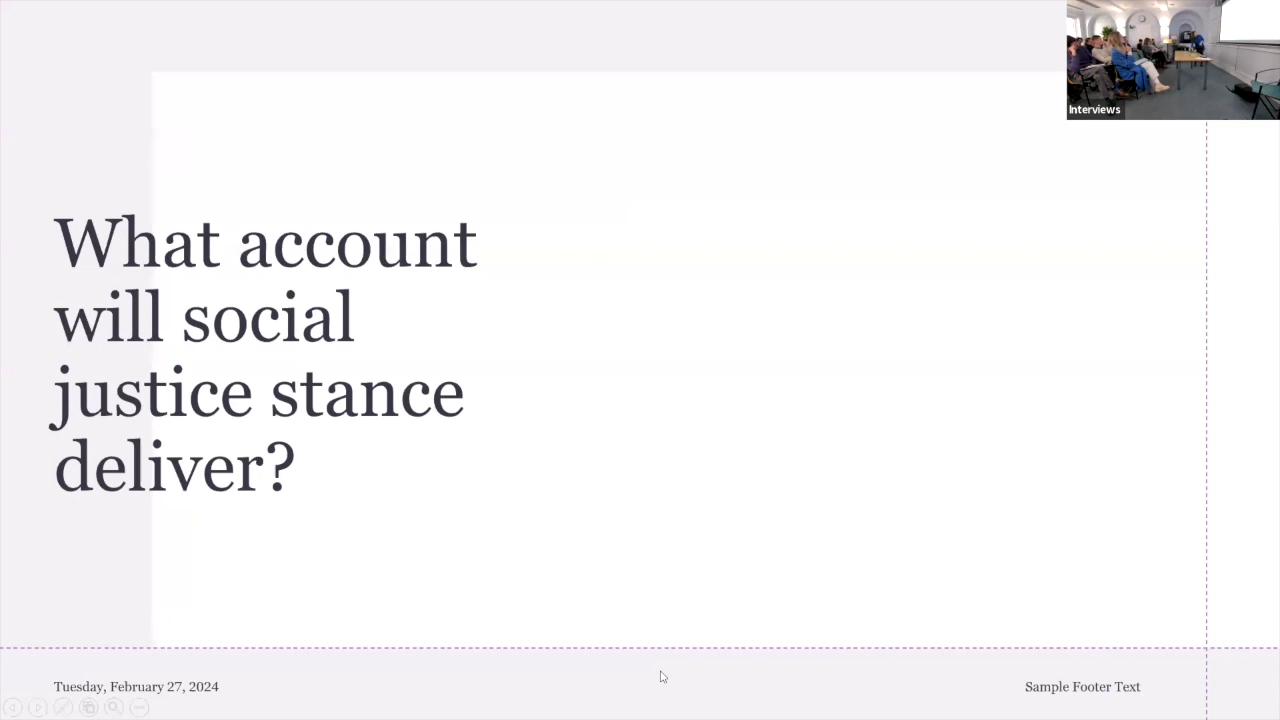 Interviews
What account
will social
justice stance
deliver?
Tuesday, February 27, 2024
Sample Footer Text